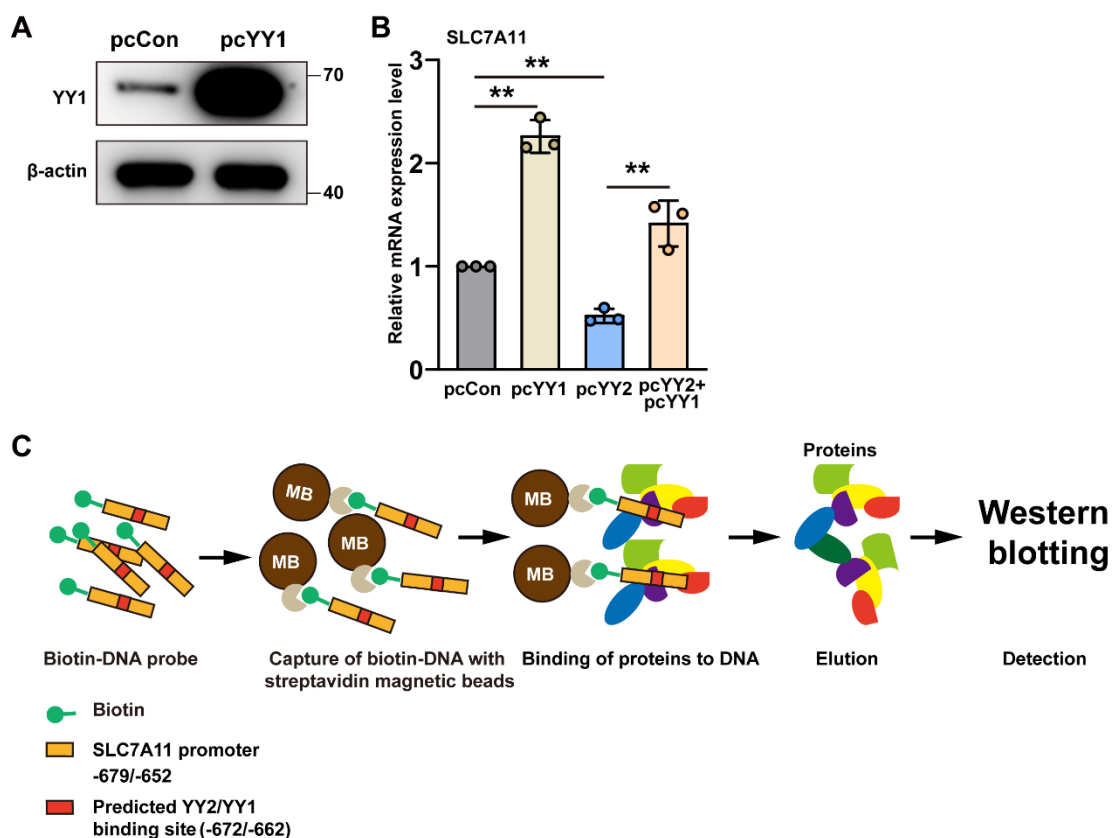 A
pcCon pcYY1
YY1
70
β-actin
40
B
SLC7A11
Relative mRNA expression level
3
2
1
0
**
**
**
pcCon pcYY1 pcYY2 pcYY2+
pcYY1
C
MB
MB
MB
MB
MB
Proteins
Western
blotting
Biotin-DNA probe
Capture of biotin-DNA with
streptavidin magnetic beads
Binding of proteins to DNA
Elution
Detection
Biotin
SLC7A11 promoter
-679/-652
Predicted YY2/YY1
binding site (-672/-662)